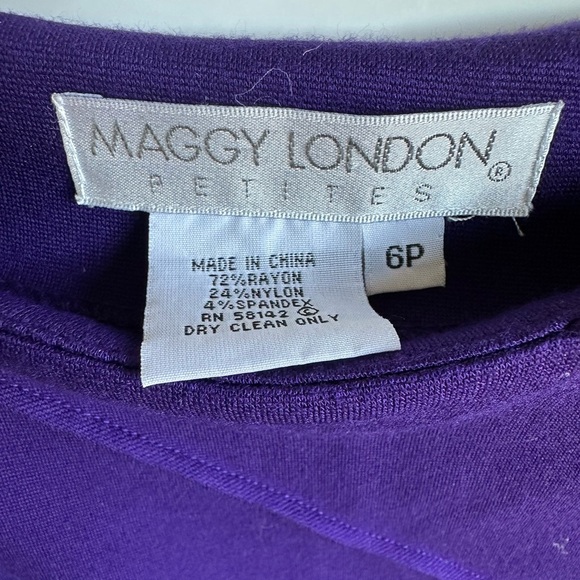 MAGGY LONDON®
PETITES
6P
MADE IN CHINA
72%RAYON
24%NYLON
4%SPANDEX
RN 58142 ©
DRY CLEAN ONLY